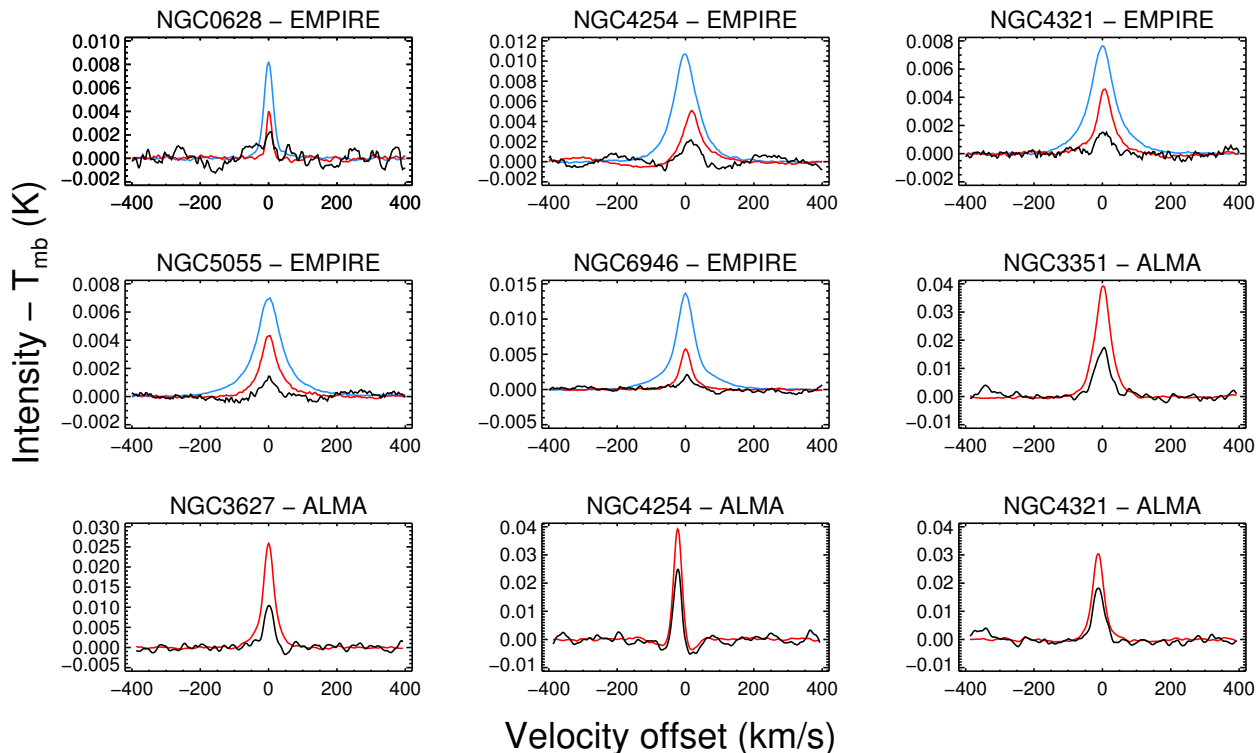 NGC0628 − EMPIRE
NGC4254 − EMPIRE
NGC4321 − EMPIRE
0.010
0.008
0.006
0.004
0.002
0.000
−0.002
−400 −200 0 200 400
0.012
0.010
0.008
0.006
0.004
0.002
0.000
−0.002
−400 −200 0 200 400
0.008
0.006
0.004
0.002
0.000
−0.002
−400 −200 0 200 400
NGC5055 − EMPIRE
NGC6946 − EMPIRE
NGC3351 − ALMA
0.008
0.006
0.004
0.002
0.000
−0.002
−400 −200 0 200 400
0.015
0.010
0.005
0.000
−0.005
−400 −200 0 200 400
0.04
0.03
0.02
0.01
0.00
−0.01
−400 −200 0 200 400
NGC3627 − ALMA
NGC4254 − ALMA
NGC4321 − ALMA
0.030
0.025
0.020
0.015
0.010
0.005
0.000
−0.005
−400 −200 0 200 400
0.04
0.03
0.02
0.01
0.00
−0.01
−400 −200 0 200 400
0.04
0.03
0.02
0.01
0.00
−0.01
−400 −200 0 200 400
Intensity − Tmb (K)
Velocity offset (km/s)